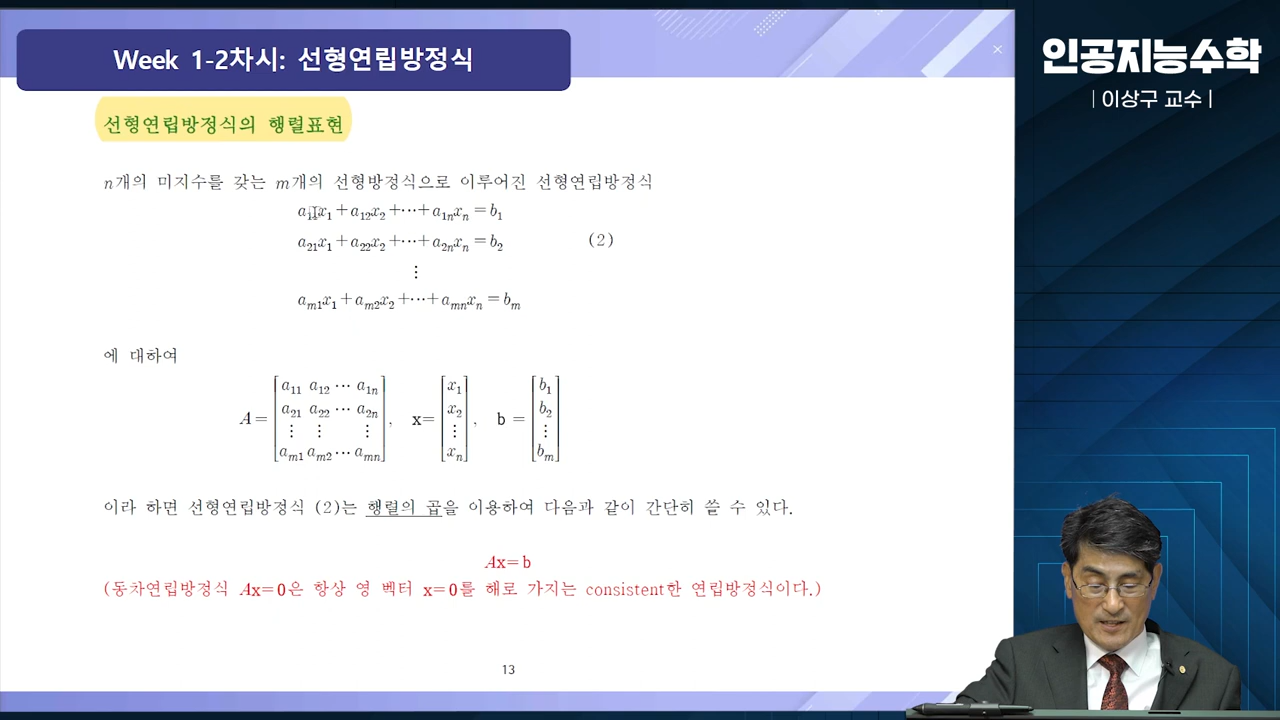 Week 1-2차시: 선형연립방정식
인공지능수학
| 이상구 교수 |
선형연립방정식의 행렬표현
n개의 미지수를 갖는 m개의 선형방정식으로 이루어진 선형연립방정식
a₁₁x₁+a₁₂x₂+⋯+a₁ₙxₙ=b₁
a₂₁x₁+a₂₂x₂+⋯+a₂ₙxₙ=b₂ (2)
⋮
aₘ₁x₁+aₘ₂x₂+⋯+aₘₙxₙ=bₘ
에 대하여
A=[a₁₁ a₁₂ ⋯ a₁ₙ; a₂₁ a₂₂ ⋯ a₂ₙ; ⋮ ⋮ ⋮; aₘ₁ aₘ₂ ⋯ aₘₙ], x=[x₁; x₂; ⋮; xₙ], b=[b₁; b₂; ⋮; bₘ]
이라 하면 선형연립방정식 (2)는 행렬의 곱을 이용하여 다음과 같이 간단히 쓸 수 있다.
Ax=b
(동차연립방정식 Ax=0은 항상 영 벡터 x=0를 해로 가지는 consistent한 연립방정식이다.)
13